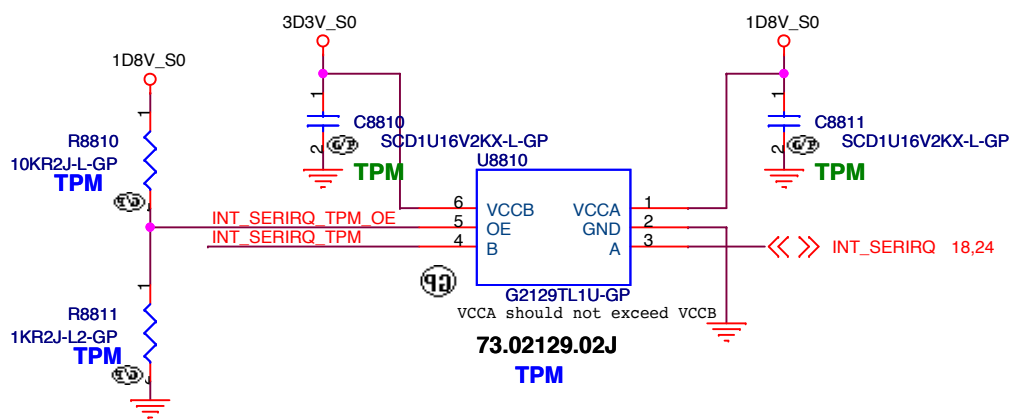 3D3V_S0
1D8V_S0
1D8V_S0
1
R8810
10KR2J-L-GP
TPM
1
C8810
SCD1U16V2KX-L-GP
G/P
2
TPM
1
C8811
SCD1U16V2KX-L-GP
G/P
2
TPM
U8810
6
VCCB
VCCA
1
INT_SERIRQ_TPM_OE
5
OE
GND
2
INT_SERIRQ_TPM
4
B
A
3
INT_SERIRQ 18,24
GP
G2129TL1U-GP
VCCA should not exceed VCCB
73.02129.02J
TPM
1
R8811
1KR2J-L2-GP
TPM